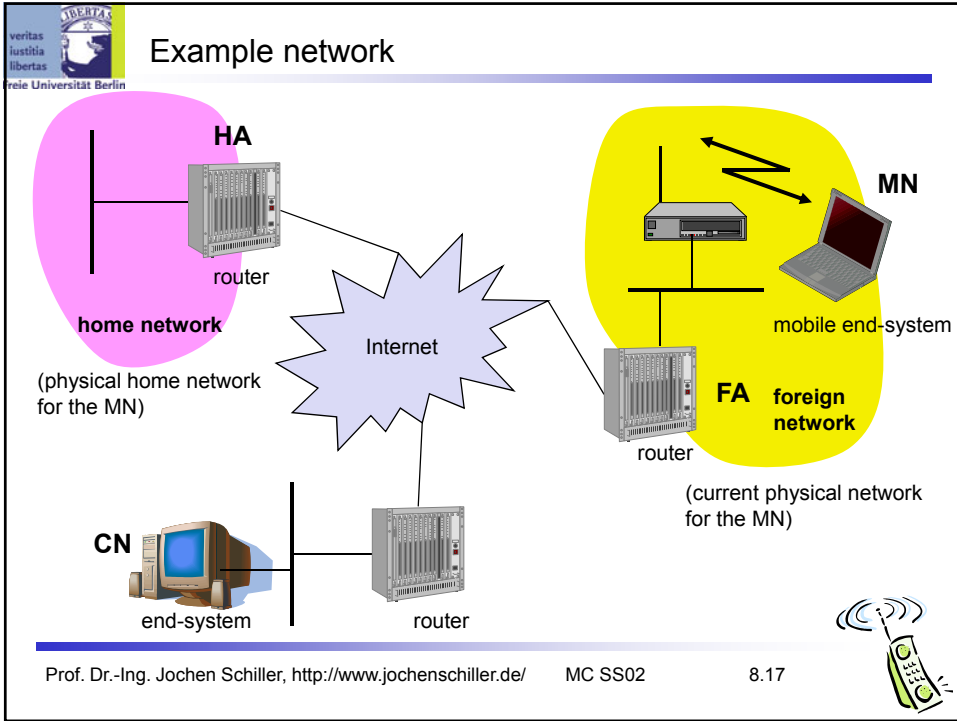 LIBERTAS
veritas
iustitia
libertas
Freie Universität Berlin
Example network
HA
router
home network
(physical home network
for the MN)
Internet
MN
mobile end-system
FA
foreign
network
router
(current physical network
for the MN)
CN
end-system
router
Prof. Dr.-Ing. Jochen Schiller, http://www.jochenschiller.de/
MC SS02
8.17